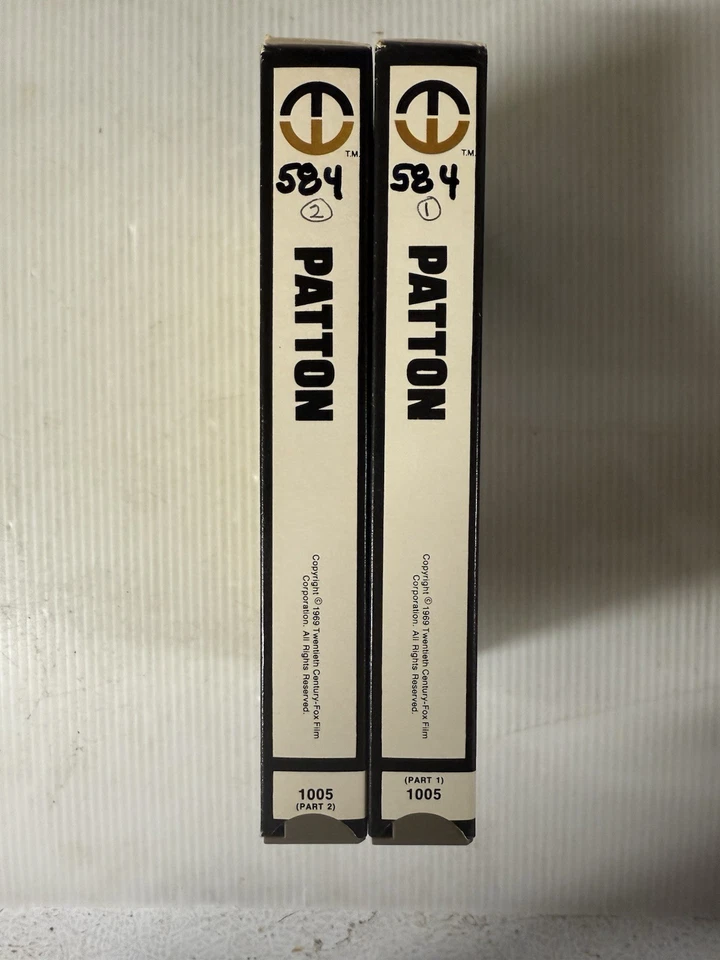 T.M.
584
2
PATTON
Copyright © 1969 Twentieth Century-Fox Film
Corporation. All Rights Reserved.
1005
(PART 2)
T.M.
584
1
PATTON
Copyright © 1969 Twentieth Century-Fox Film
Corporation. All Rights Reserved.
(PART 1)
1005